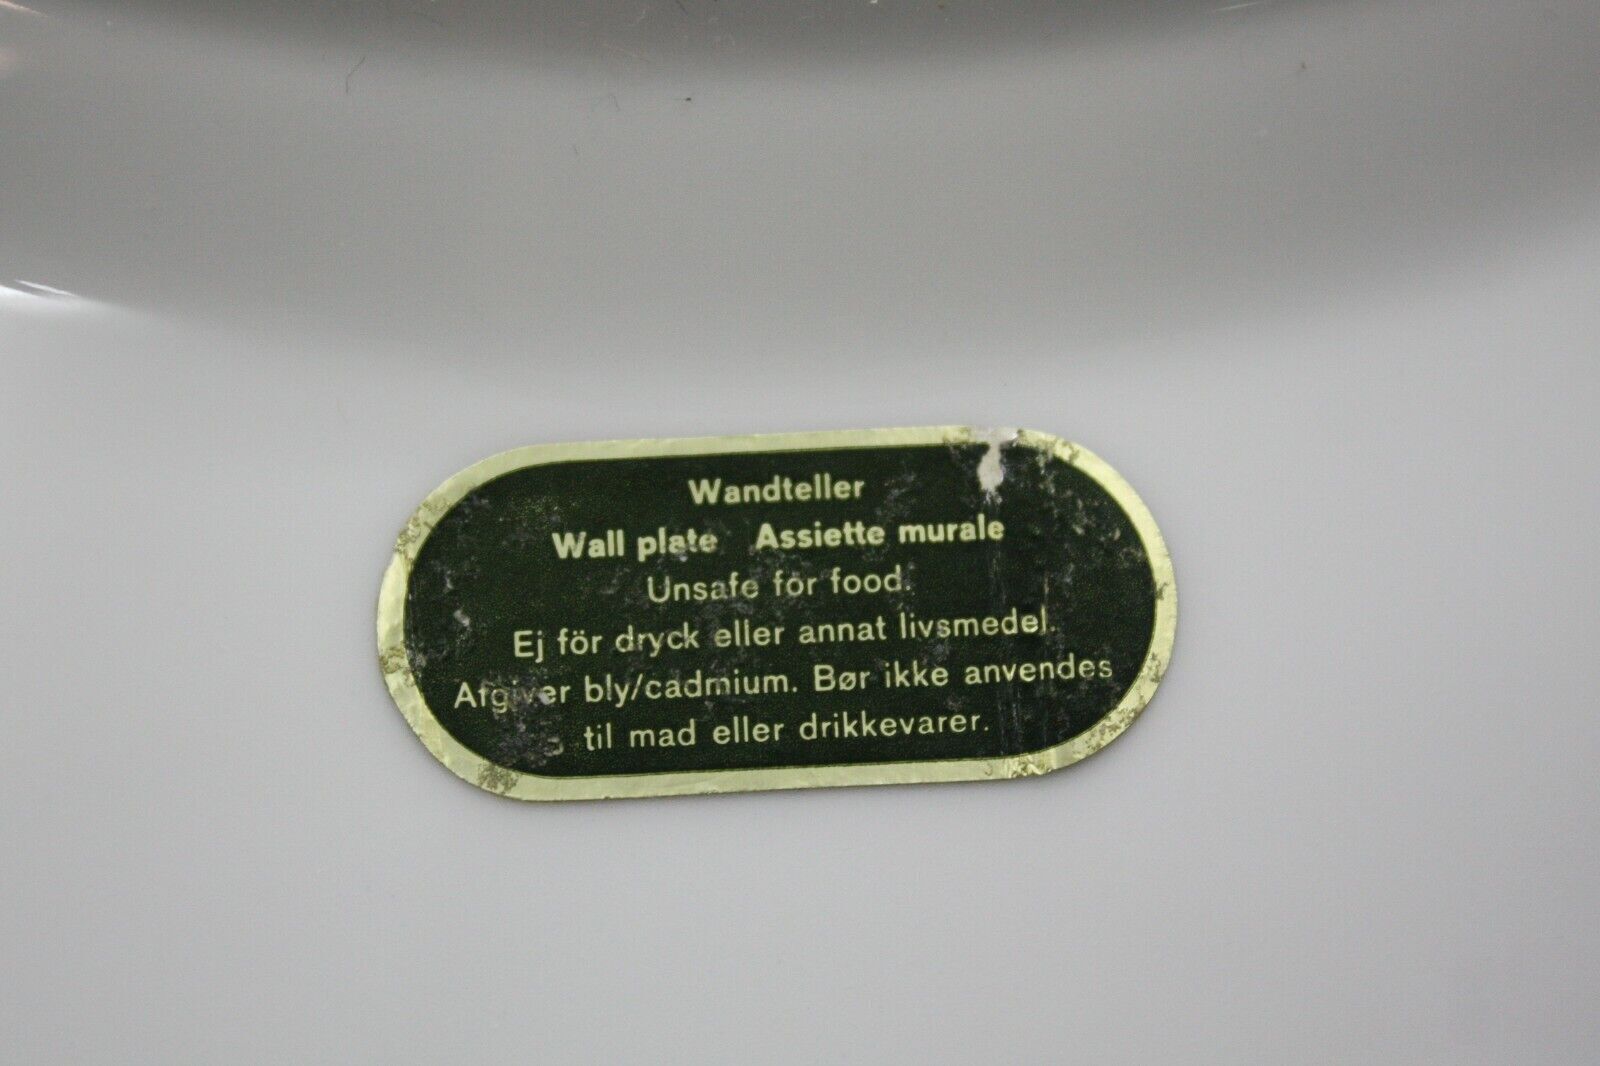 Wandteller
Wall plate Assiette murale
Unsafe for food.
Ej för dryck eller annat livsmedel.
Afgiver bly/cadmium. Bør ikke anvendes
til mad eller drikkevarer.